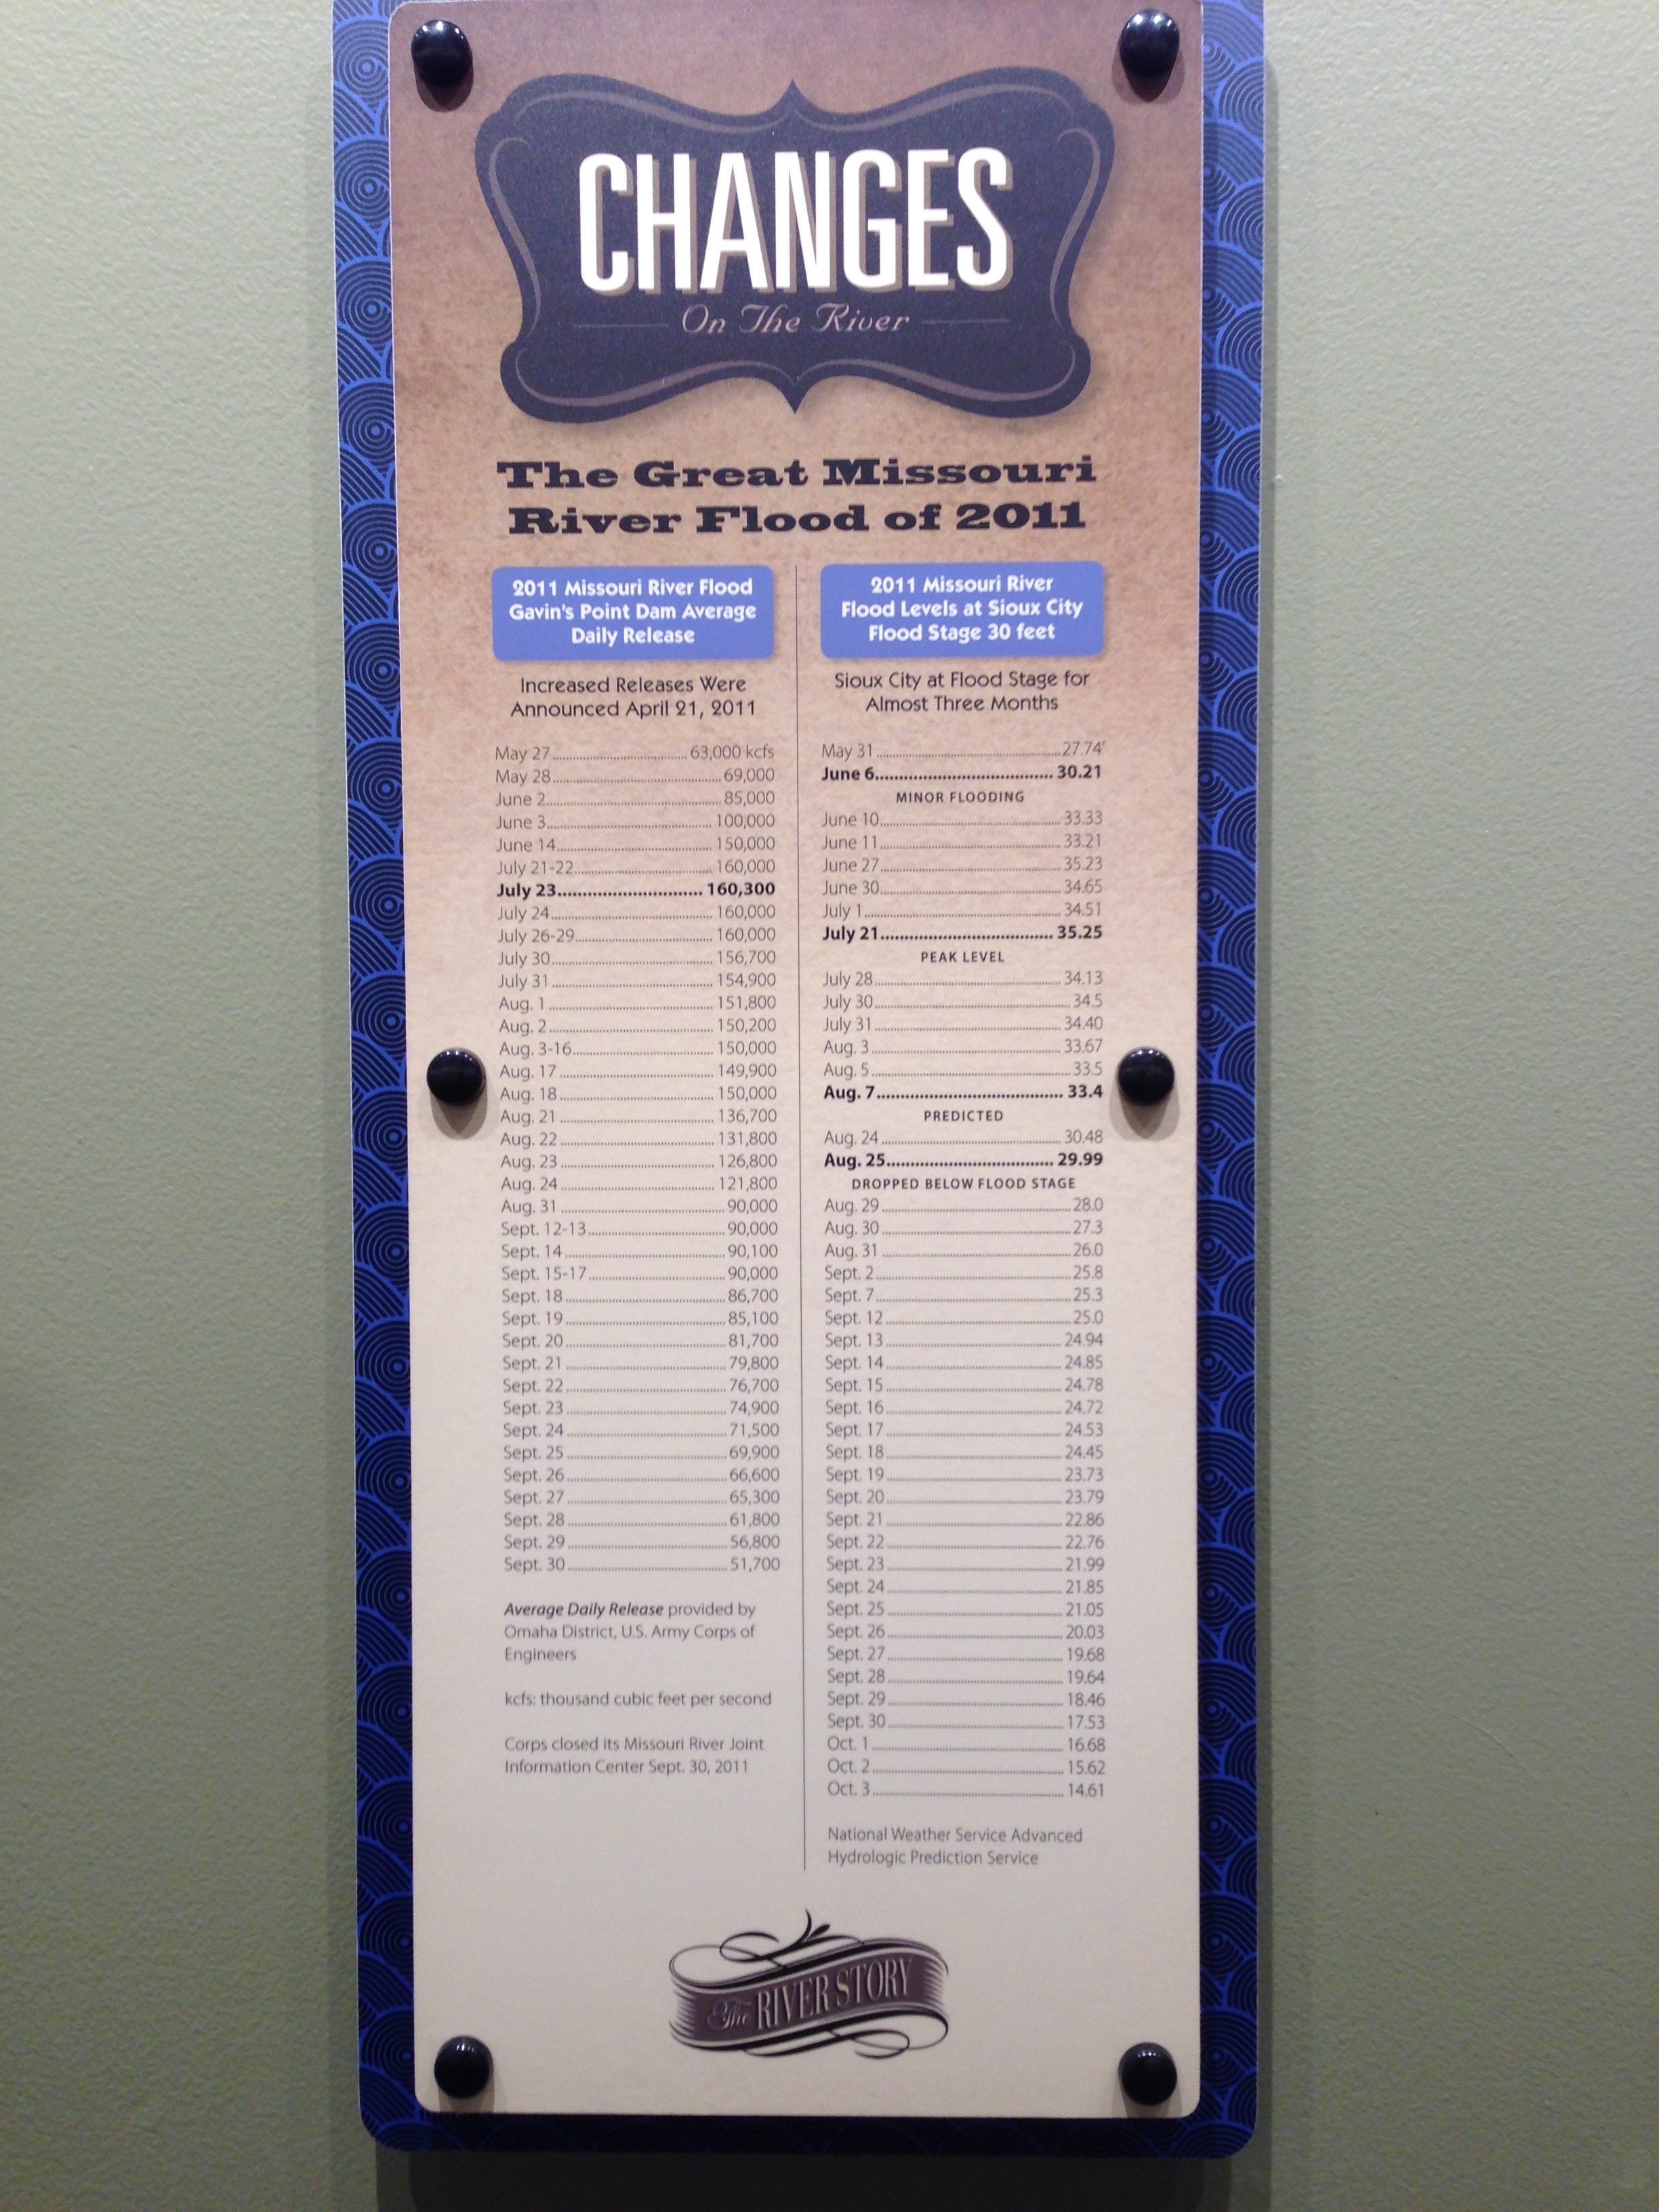 CHANGES
On The River
The Great Missouri
River Flood of 2011
2011 Missouri River Flood
Gavin's Point Dam Average
Daily Release
Increased Releases Were
Announced April 21, 2011
May 27 63,000 kcfs
May 28 69,000
June 2 85,000
June 3 100,000
June 14 150,000
July 21-22 160,000
July 23 160,300
July 24 160,000
July 26-29 160,000
July 30 156,700
July 31 154,900
Aug. 1 151,800
Aug. 2 150,200
Aug. 3-16 150,000
Aug. 17 149,900
Aug. 18 150,000
Aug. 21 136,700
Aug. 22 131,800
Aug. 23 126,800
Aug. 24 121,800
Aug. 31 90,000
Sept. 12-13 90,000
Sept. 14 90,100
Sept. 15-17 90,000
Sept. 18 86,700
Sept. 19 85,100
Sept. 20 81,700
Sept. 21 79,800
Sept. 22 76,700
Sept. 23 74,900
Sept. 24 71,500
Sept. 25 69,900
Sept. 26 66,600
Sept. 27 65,300
Sept. 28 61,800
Sept. 29 56,800
Sept. 30 51,700
Average Daily Release provided by
Omaha District, U.S. Army Corps of
Engineers
kcfs: thousand cubic feet per second
Corps closed its Missouri River Joint
Information Center Sept. 30, 2011
2011 Missouri River
Flood Levels at Sioux City
Flood Stage 30 feet
Sioux City at Flood Stage for
Almost Three Months
May 31 27.74'
June 6 30.21
MINOR FLOODING
June 10 33.33
June 11 33.21
June 27 35.23
June 30 34.65
July 1 34.51
July 21 35.25
PEAK LEVEL
July 28 34.13
July 30 34.5
July 31 34.40
Aug. 3 33.67
Aug. 5 33.5
Aug. 7 33.4
PREDICTED
Aug. 24 30.48
Aug. 25 29.99
DROPPED BELOW FLOOD STAGE
Aug. 29 28.0
Aug. 30 27.3
Aug. 31 26.0
Sept. 2 25.8
Sept. 7 25.3
Sept. 12 25.0
Sept. 13 24.94
Sept. 14 24.85
Sept. 15 24.78
Sept. 16 24.72
Sept. 17 24.53
Sept. 18 24.45
Sept. 19 23.73
Sept. 20 23.79
Sept. 21 22.86
Sept. 22 22.76
Sept. 23 21.99
Sept. 24 21.85
Sept. 25 21.05
Sept. 26 20.03
Sept. 27 19.68
Sept. 28 19.64
Sept. 29 18.46
Sept. 30 17.53
Oct. 1 16.68
Oct. 2 15.62
Oct. 3 14.61
National Weather Service Advanced
Hydrologic Prediction Service
The RIVER STORY